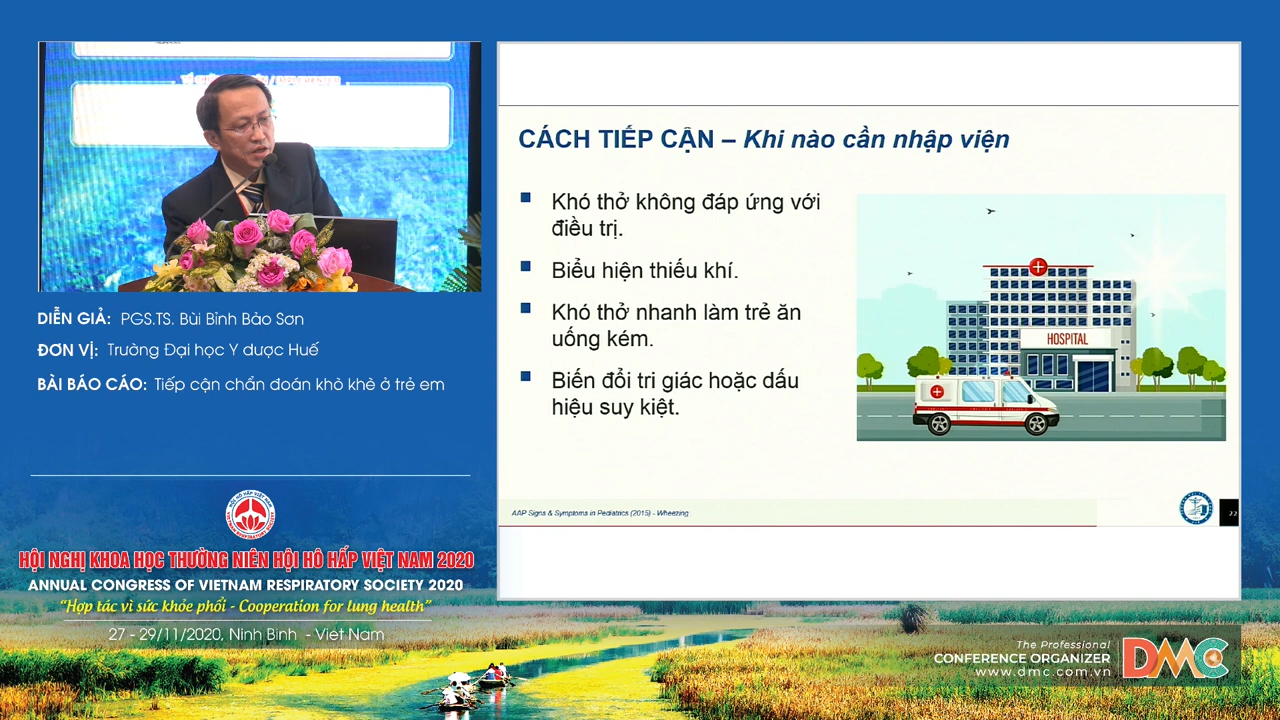 DIỄN GIẢ: PGS.TS. Bùi Bỉnh Bảo Sơn
ĐƠN VỊ: Trường Đại học Y dược Huế
BÀI BÁO CÁO: Tiếp cận chẩn đoán khò khè ở trẻ em
HỘI HÔ HẤP VIỆT NAM
HỘI NGHỊ KHOA HỌC THƯỜNG NIÊN HỘI HÔ HẤP VIỆT NAM 2020
ANNUAL CONGRESS OF VIETNAM RESPIRATORY SOCIETY 2020
“Hợp tác vì sức khỏe phổi - Cooperation for lung health”
27 - 29/11/2020, Ninh Bình - Việt Nam
CÁCH TIẾP CẬN – Khi nào cần nhập viện
Khó thở không đáp ứng với
điều trị.
Biểu hiện thiếu khí.
Khó thở nhanh làm trẻ ăn
uống kém.
Biến đổi tri giác hoặc dấu
hiệu suy kiệt.
HOSPITAL
AAP Signs & Symptoms in Pediatrics (2015) - Wheezing
22
The Professional
CONFERENCE ORGANIZER
www.dmc.com.vn
DMC